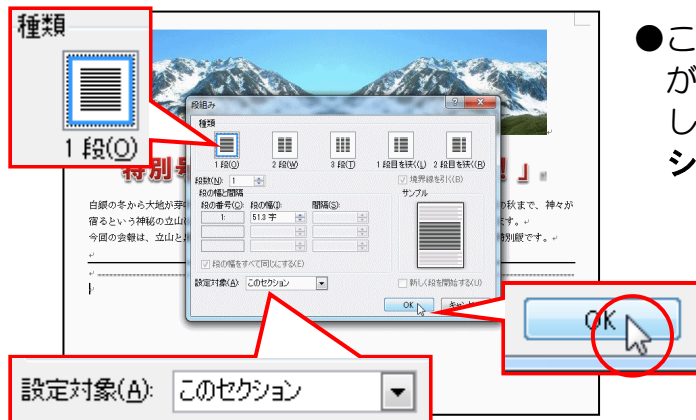 種類
1 段(O)
●こ
が
し
シ
段組み
種類
1 段(O)
2 段(W)
3 段(T)
1 段目を狭く(L)
2 段目を狭く(R)
段数(N): 1
境界線を引く(B)
段の幅と間隔
サンプル
段の番号(C): 段の幅(I): 間隔(S):
1: 51.3 字
段の幅をすべて同じにする(E)
設定対象(A): このセクション
新しく段を開始する(U)
OK
特別
」
白銀の冬から大地が芽
の秋まで、神々が
宿るという神秘の立山
ます。
今回の会報は、立山と
特別版です。
OK
設定対象(A): このセクション